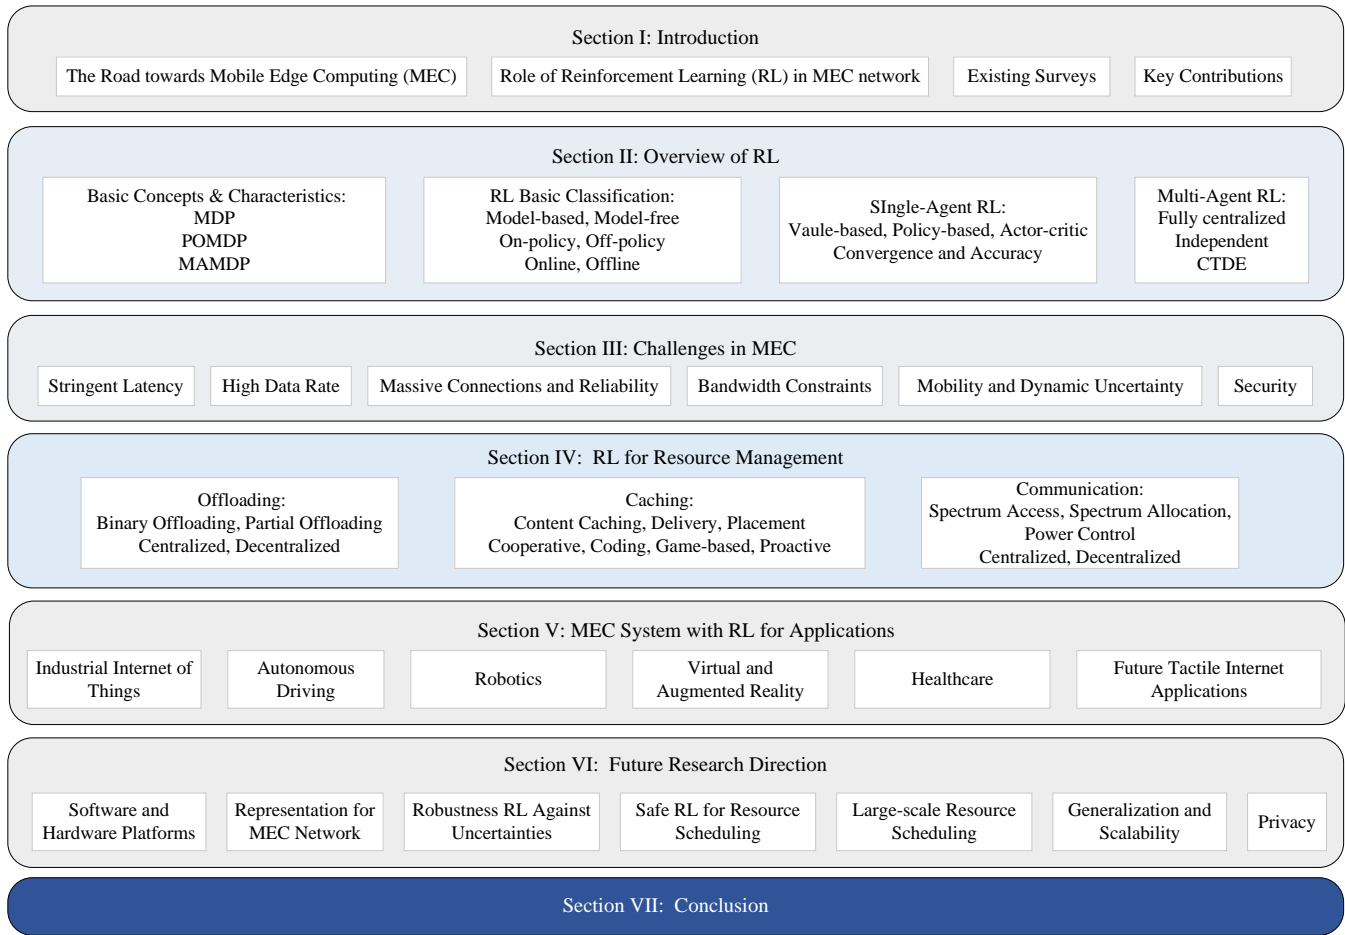 Section I: Introduction
The Road towards Mobile Edge Computing (MEC)
Role of Reinforcement Learning (RL) in MEC network
Existing Surveys
Key Contributions
Section II: Overview of RL
Basic Concepts & Characteristics:
MDP
POMDP
MAMDP
RL Basic Classification:
Model-based, Model-free
On-policy, Off-policy
Online, Offline
SIngle-Agent RL:
Vaule-based, Policy-based, Actor-critic
Convergence and Accuracy
Multi-Agent RL:
Fully centralized
Independent
CTDE
Section III: Challenges in MEC
Stringent Latency
High Data Rate
Massive Connections and Reliability
Bandwidth Constraints
Mobility and Dynamic Uncertainty
Security
Section IV: RL for Resource Management
Offloading:
Binary Offloading, Partial Offloading
Centralized, Decentralized
Caching:
Content Caching, Delivery, Placement
Cooperative, Coding, Game-based, Proactive
Communication:
Spectrum Access, Spectrum Allocation,
Power Control
Centralized, Decentralized
Section V: MEC System with RL for Applications
Industrial Internet of
Things
Autonomous
Driving
Robotics
Virtual and
Augmented Reality
Healthcare
Future Tactile Internet
Applications
Section VI: Future Research Direction
Software and
Hardware Platforms
Representation for
MEC Network
Robustness RL Against
Uncertainties
Safe RL for Resource
Scheduling
Large-scale Resource
Scheduling
Generalization and
Scalability
Privacy
Section VII: Conclusion